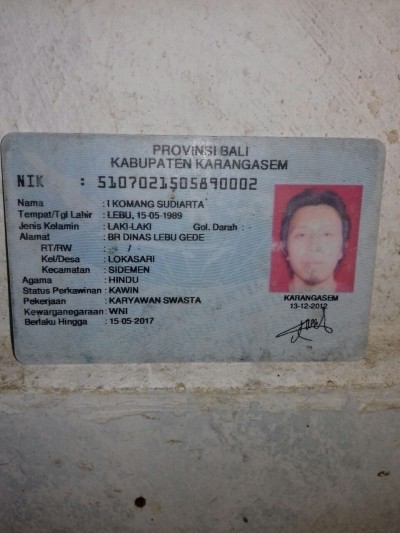 PROVINSI BALI
KABUPATEN KARANGASEM
NIK : 5107021505890002
Nama : I KOMANG SUDIARTA
Tempat/Tgl Lahir : LEBU, 15-05-1989
Jenis Kelamin : LAKI-LAKI Gol. Darah : -
Alamat : BR DINAS LEBU GEDE
RT/RW : - /
Kel/Desa : LOKASARI
Kecamatan : SIDEMEN
Agama : HINDU
Status Perkawinan : KAWIN
Pekerjaan : KARYAWAN SWASTA
Kewarganegaraan : WNI
Berlaku Hingga : 15-05-2017
KARANGASEM
13-12-2012